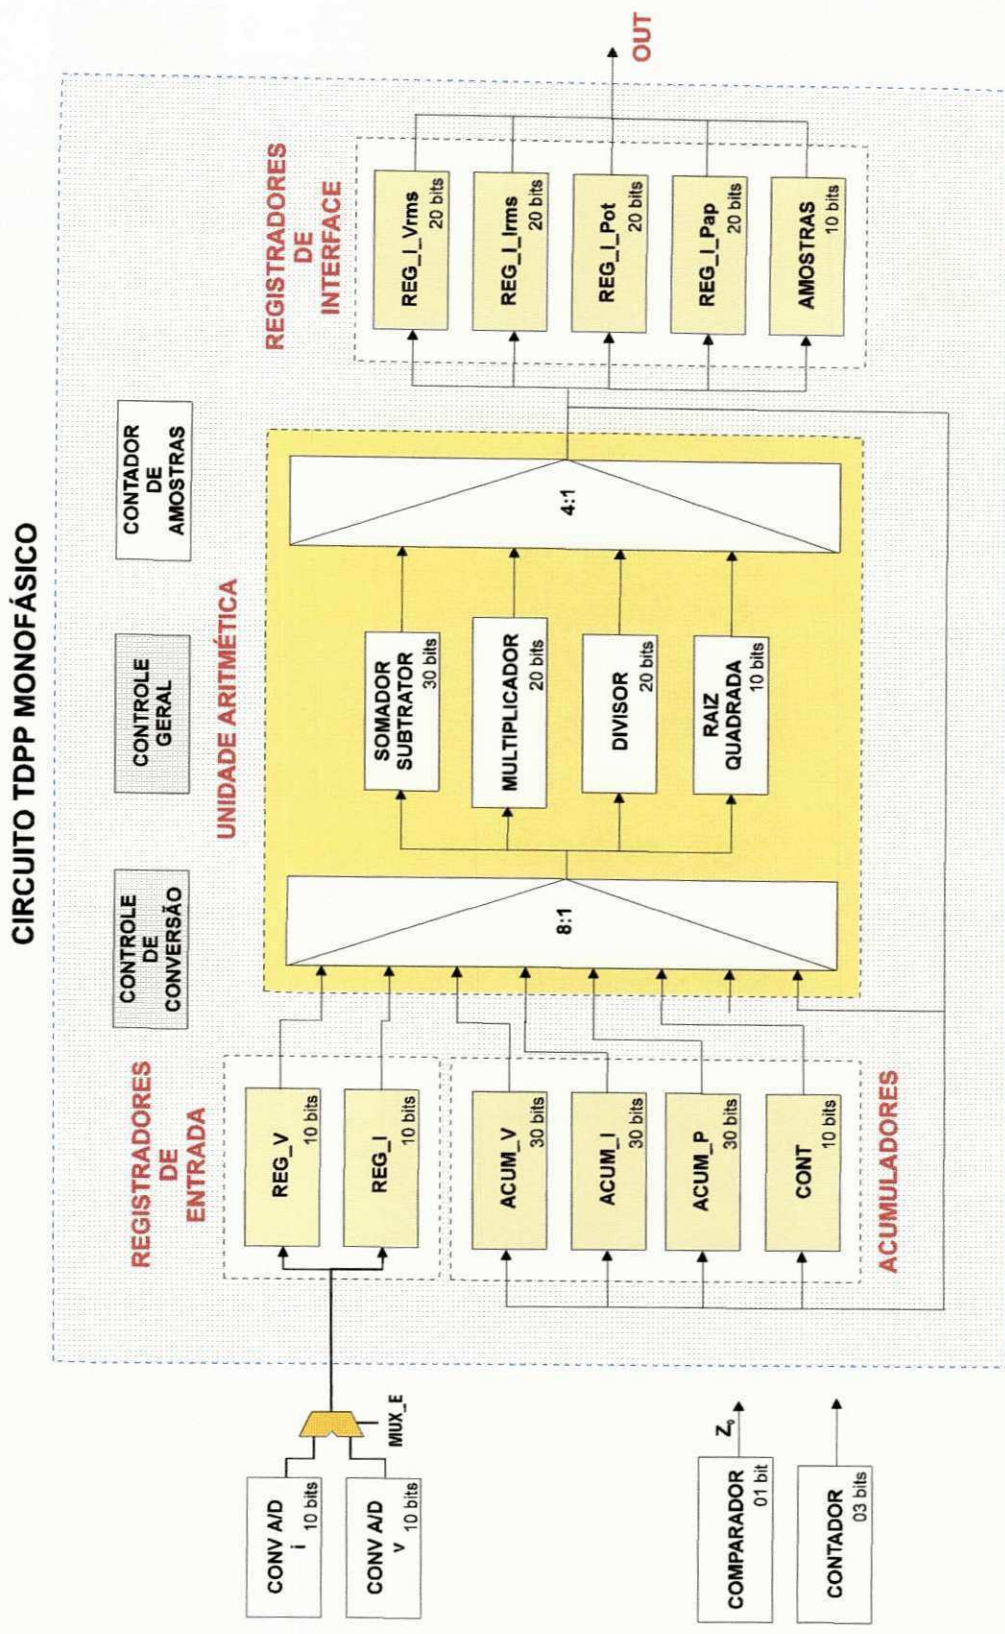 CIRCUITO TDPP MONOFÁSICO
CONTROLE
DE
CONVERSÃO
CONTROLE
GERAL
CONTADOR
DE
AMOSTRAS
REGISTRADORES
DE
ENTRADA
UNIDADE ARITMÉTICA
REGISTRADORES
DE
INTERFACE
CONV A/D
i
10 bits
CONV A/D
v
10 bits
MUX_E
REG_V
10 bits
REG_I
10 bits
ACUM_V
30 bits
ACUM_I
30 bits
ACUM_P
30 bits
CONT
10 bits
ACUMULADORES
8:1
SOMADOR
SUBTRATOR
30 bits
MULTIPLICADOR
20 bits
DIVISOR
20 bits
RAIZ
QUADRADA
10 bits
4:1
REG_I_Vrms
20 bits
REG_I_Irms
20 bits
REG_I_Pot
20 bits
REG_I_Pap
20 bits
AMOSTRAS
10 bits
OUT
COMPARADOR
01 bit
Z₀
CONTADOR
03 bits